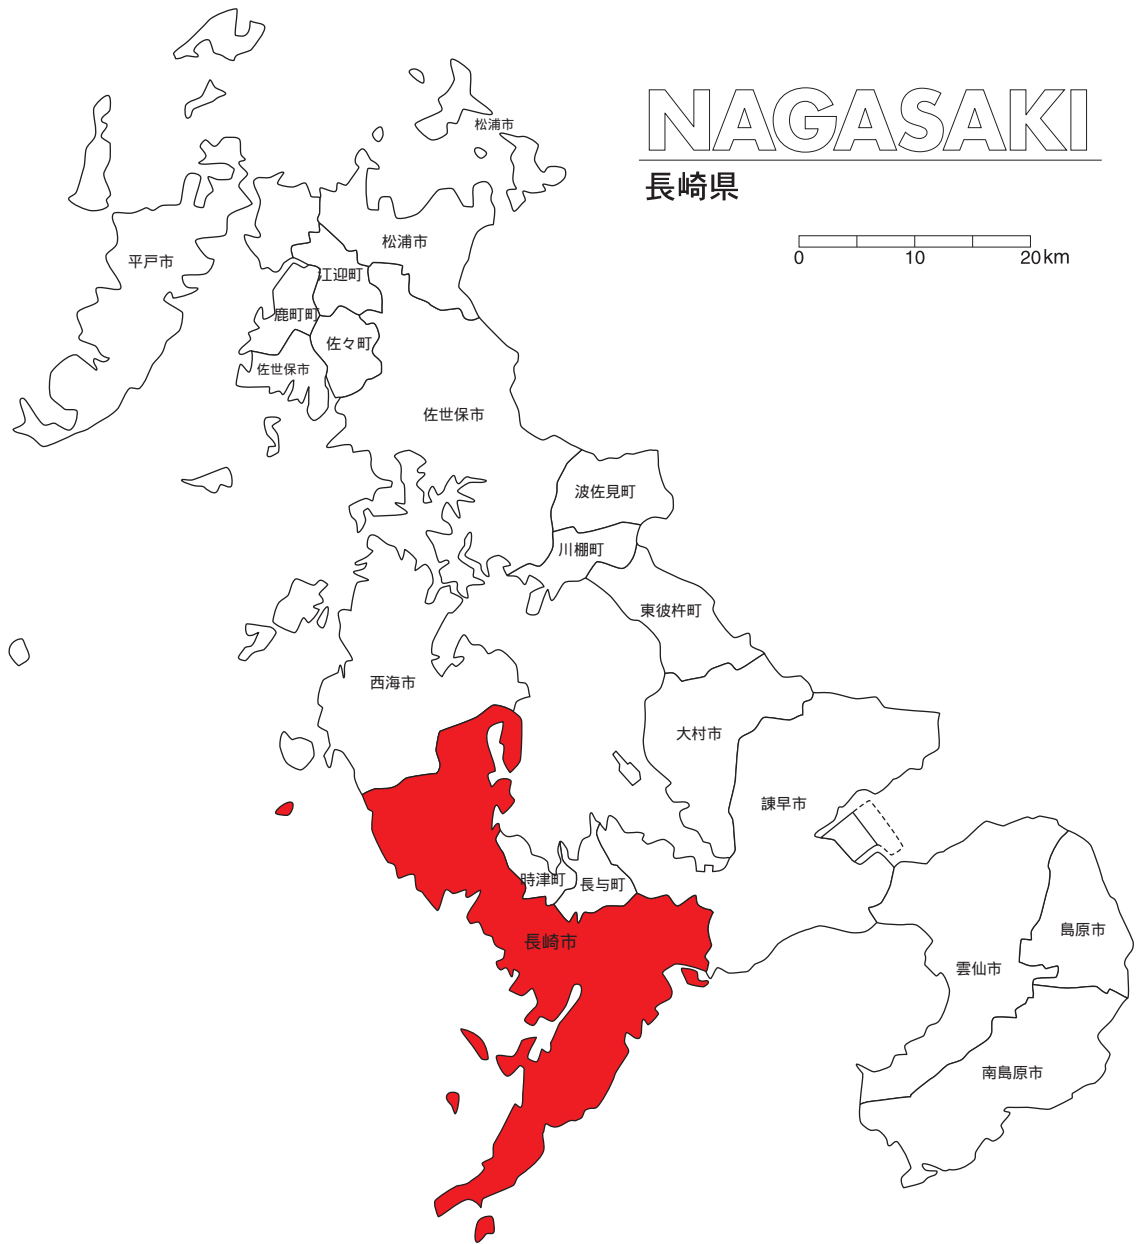 NAGASAKI
長崎県
0 10 20km
松浦市
松浦市
平戸市
江迎町
鹿町町
佐々町
佐世保市
佐世保市
波佐見町
川棚町
東彼杵町
西海市
大村市
諫早市
時津町
長与町
長崎市
島原市
雲仙市
南島原市